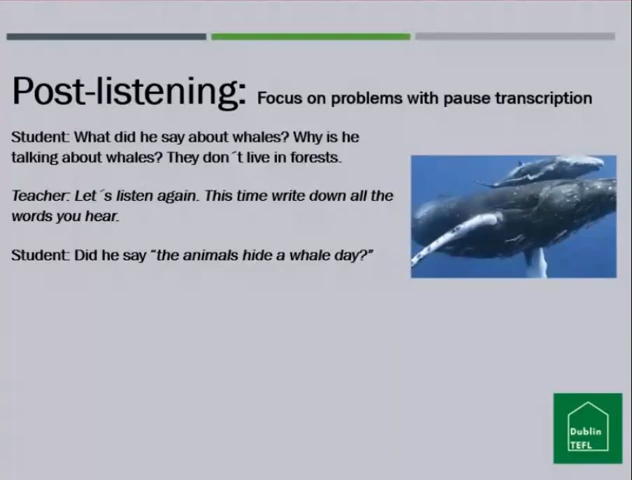 Post-listening: Focus on problems with pause transcription
Student: What did he say about whales? Why is he
talking about whales? They don´t live in forests.
Teacher: Let´s listen again. This time write down all the
words you hear.
Student: Did he say “the animals hide a whale day?”
Dublin
TEFL